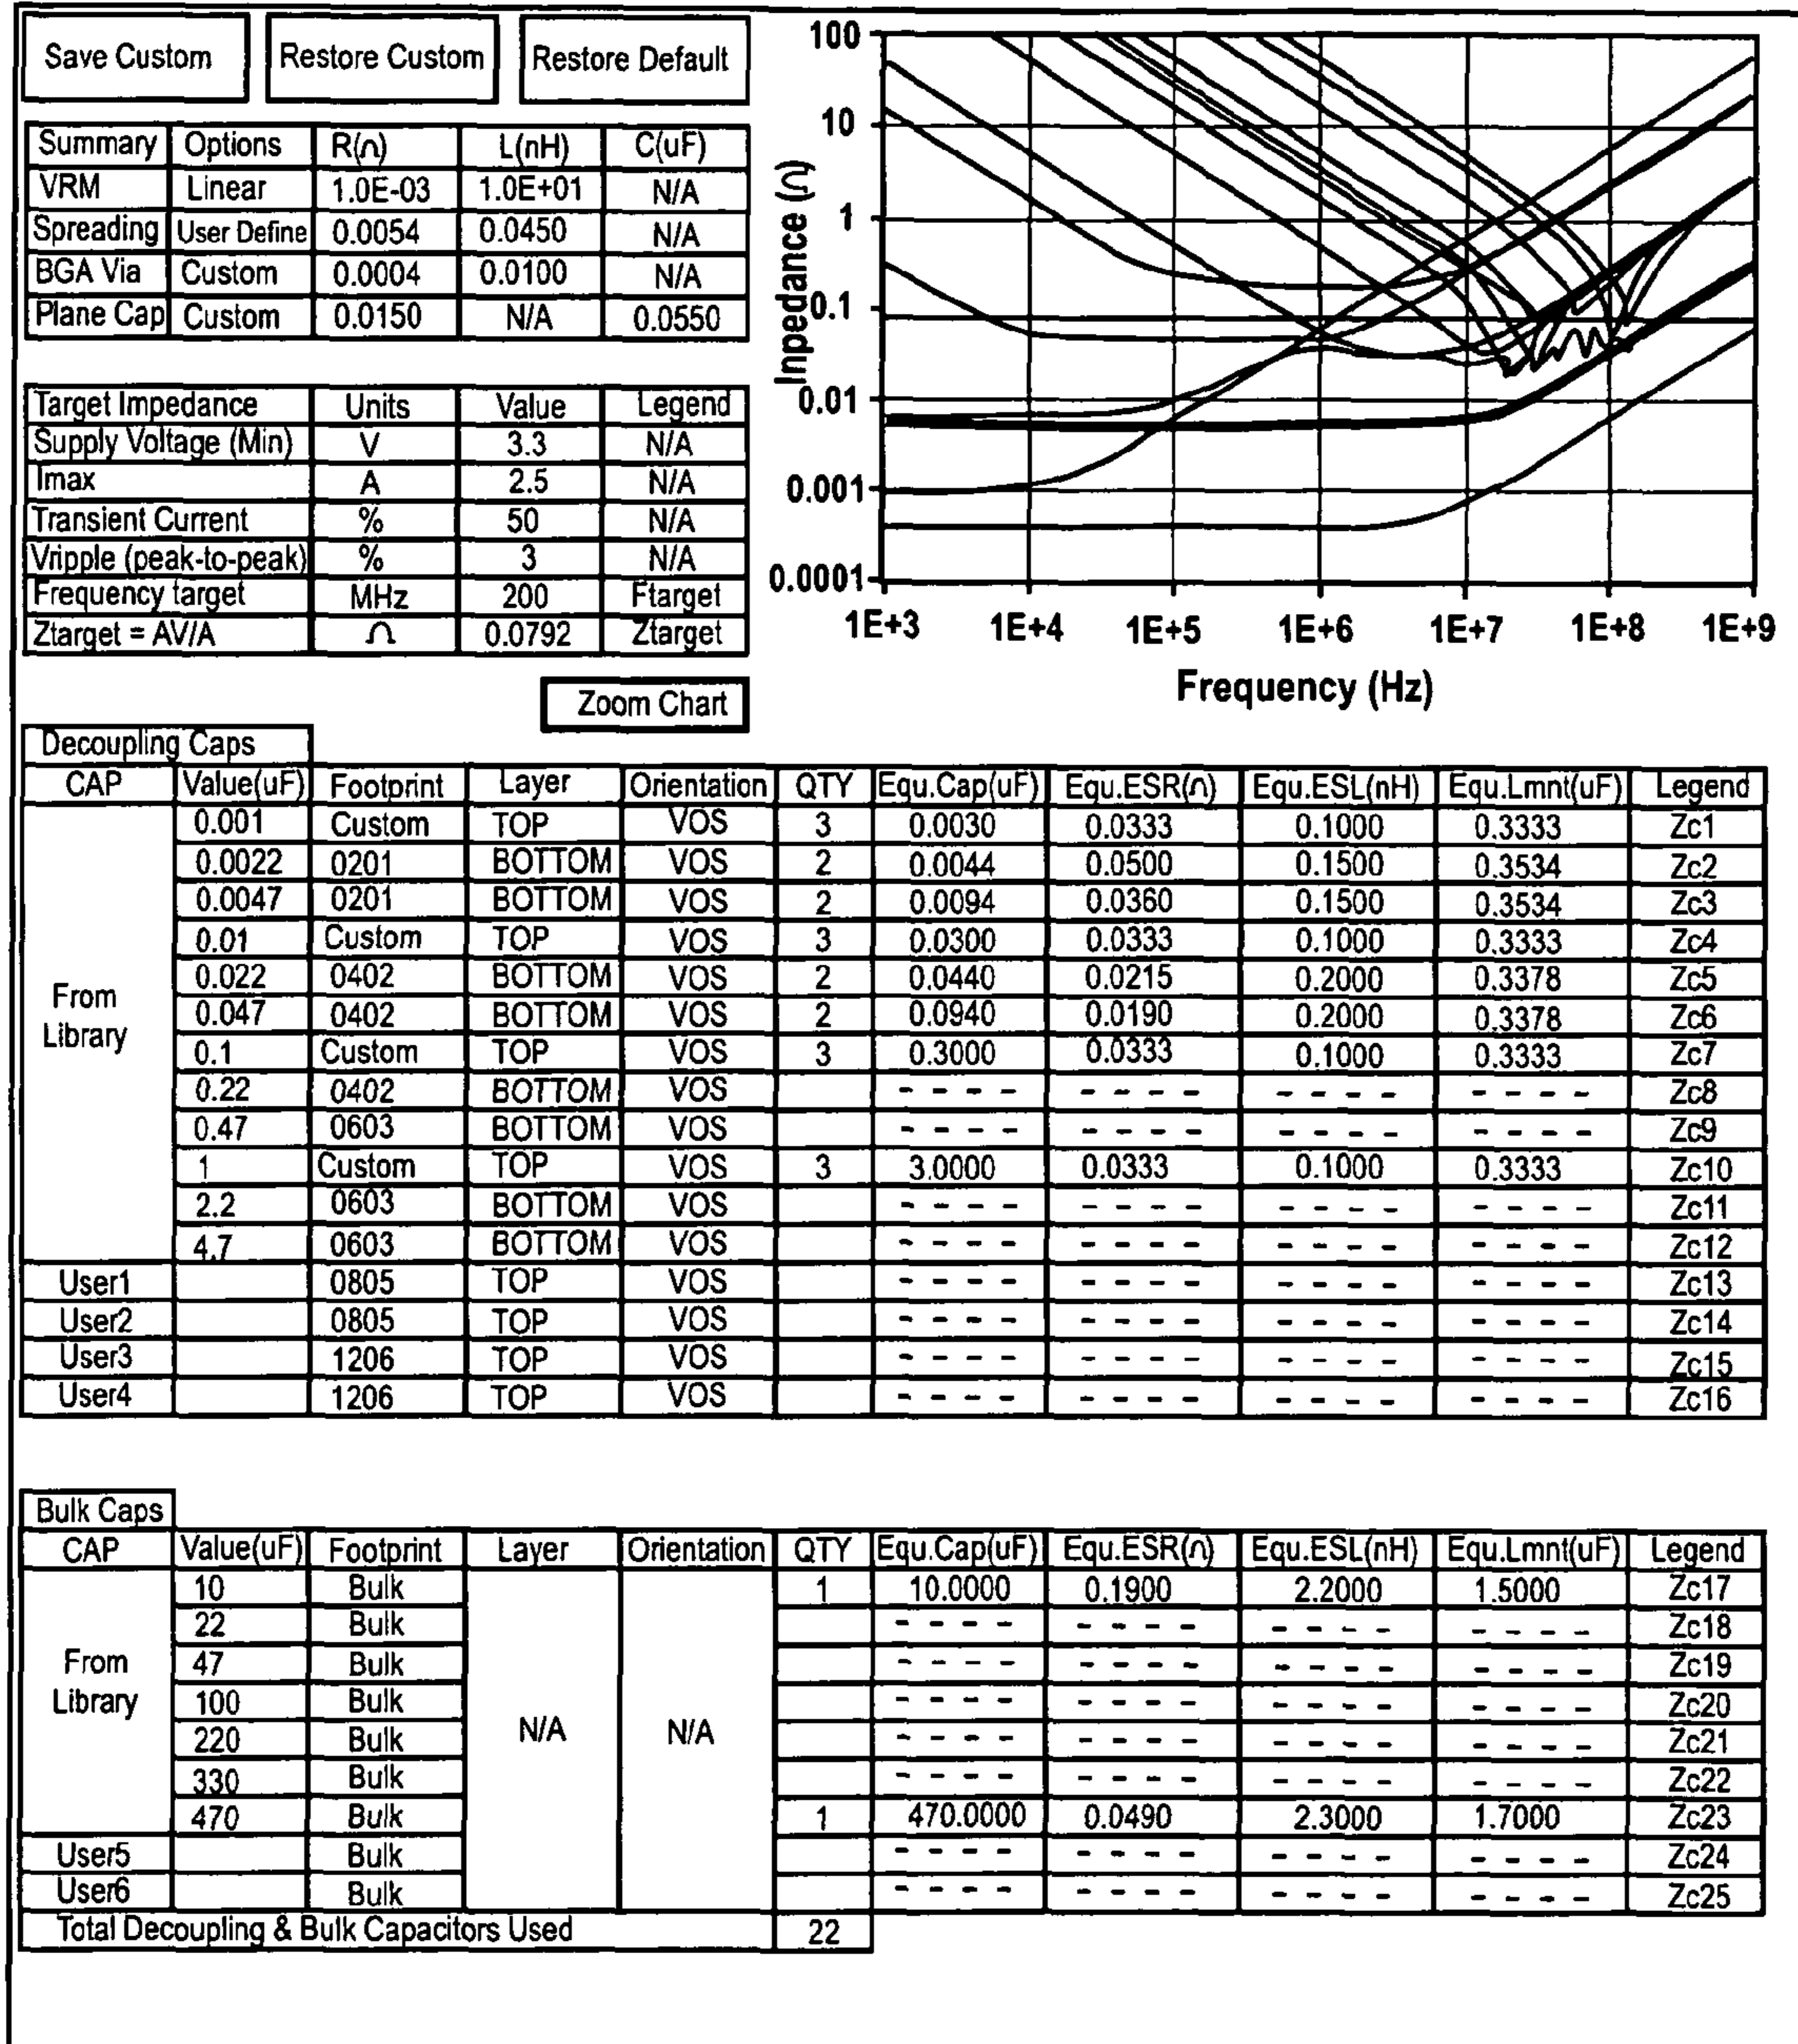 Save Custom Restore Custom Restore Default
Summary Options R(∩) L(nH) C(uF)
VRM Linear 1.0E-03 1.0E+01 N/A
Spreading User Define 0.0054 0.0450 N/A
BGA Via Custom 0.0004 0.0100 N/A
Plane Cap Custom 0.0150 N/A 0.0550
Target Impedance Units Value Legend
Supply Voltage (Min) V 3.3 N/A
Imax A 2.5 N/A
Transient Current % 50 N/A
Vripple (peak-to-peak) % 3 N/A
Frequency target MHz 200 Ftarget
Ztarget = AV/A ∩ 0.0792 Ztarget
Zoom Chart
Inpedance (Ω)
100
10
1
0.1
0.01
0.001
0.0001
1E+3 1E+4 1E+5 1E+6 1E+7 1E+8 1E+9
Frequency (Hz)
Decoupling Caps
CAP Value(uF) Footprint Layer Orientation QTY Equ.Cap(uF) Equ.ESR(∩) Equ.ESL(nH) Equ.Lmnt(uF) Legend
From Library
0.001 Custom TOP VOS 3 0.0030 0.0333 0.1000 0.3333 Zc1
0.0022 0201 BOTTOM VOS 2 0.0044 0.0500 0.1500 0.3534 Zc2
0.0047 0201 BOTTOM VOS 2 0.0094 0.0360 0.1500 0.3534 Zc3
0.01 Custom TOP VOS 3 0.0300 0.0333 0.1000 0.3333 Zc4
0.022 0402 BOTTOM VOS 2 0.0440 0.0215 0.2000 0.3378 Zc5
0.047 0402 BOTTOM VOS 2 0.0940 0.0190 0.2000 0.3378 Zc6
0.1 Custom TOP VOS 3 0.3000 0.0333 0.1000 0.3333 Zc7
0.22 0402 BOTTOM VOS - - - - - - - - - - - - - - - - Zc8
0.47 0603 BOTTOM VOS - - - - - - - - - - - - - - - - Zc9
1 Custom TOP VOS 3 3.0000 0.0333 0.1000 0.3333 Zc10
2.2 0603 BOTTOM VOS - - - - - - - - - - - - - - - - Zc11
4.7 0603 BOTTOM VOS - - - - - - - - - - - - - - - - Zc12
User1 0805 TOP VOS - - - - - - - - - - - - - - - - Zc13
User2 0805 TOP VOS - - - - - - - - - - - - - - - - Zc14
User3 1206 TOP VOS - - - - - - - - - - - - - - - - Zc15
User4 1206 TOP VOS - - - - - - - - - - - - - - - - Zc16
Bulk Caps
CAP Value(uF) Footprint Layer Orientation QTY Equ.Cap(uF) Equ.ESR(∩) Equ.ESL(nH) Equ.Lmnt(uF) Legend
From Library
N/A N/A
10 Bulk 1 10.0000 0.1900 2.2000 1.5000 Zc17
22 Bulk - - - - - - - - - - - - - - - - Zc18
47 Bulk - - - - - - - - - - - - - - - - Zc19
100 Bulk - - - - - - - - - - - - - - - - Zc20
220 Bulk - - - - - - - - - - - - - - - - Zc21
330 Bulk - - - - - - - - - - - - - - - - Zc22
470 Bulk 1 470.0000 0.0490 2.3000 1.7000 Zc23
User5 Bulk - - - - - - - - - - - - - - - - Zc24
User6 Bulk - - - - - - - - - - - - - - - - Zc25
Total Decoupling & Bulk Capacitors Used 22